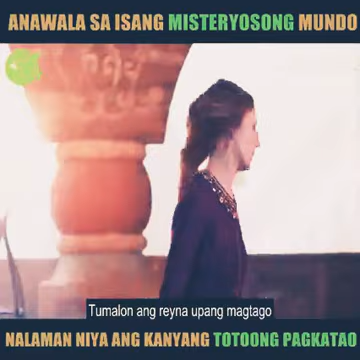 ANAWALA SA ISANG MISTERYOSONG MUNDO
Tumalon ang reyna upang magtago
NALAMAN NIYA ANG KANYANG TOTOONG PAGKATAO